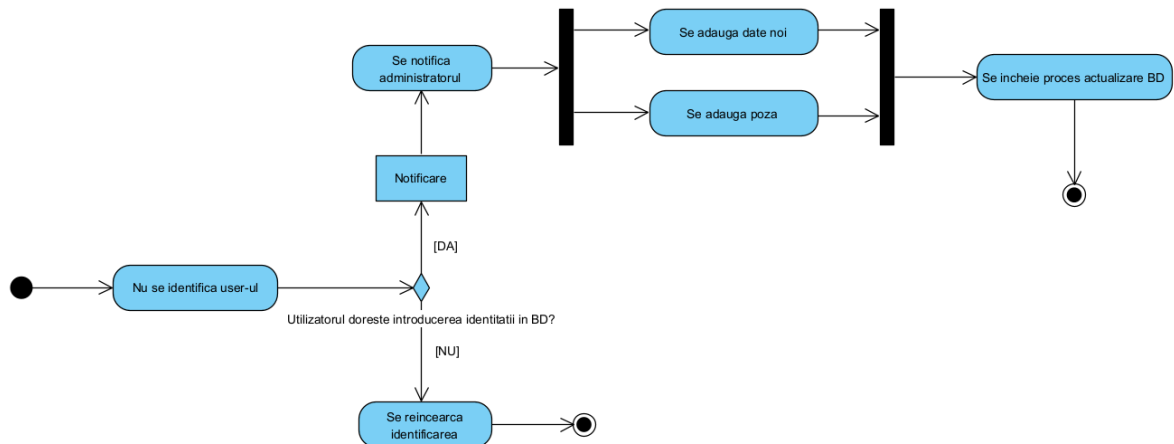 Se adauga date noi
Se notifica
administratorul
Se incheie proces actualizare BD
Se adauga poza
Notificare
[DA]
Nu se identifica user-ul
Utilizatorul doreste introducerea identitatii in BD?
[NU]
Se reincearca
identificarea